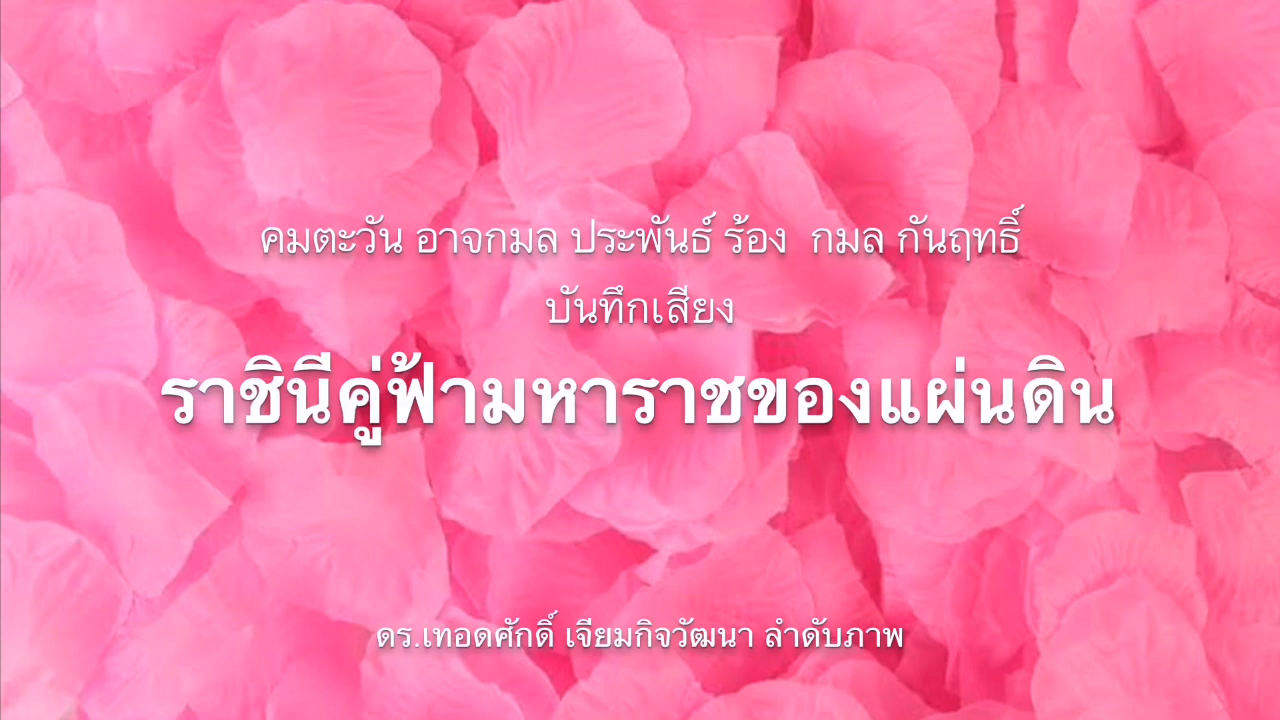 คมตะวัน อาจกมล ประพันธ์ ร้อง  กมล กันฤทธิ์
บันทึกเสียง
ราชินีคู่ฟ้ามหาราชของแผ่นดิน
ดร.เทอดศักดิ์ เจียมกิจวัฒนา ลำดับภาพ